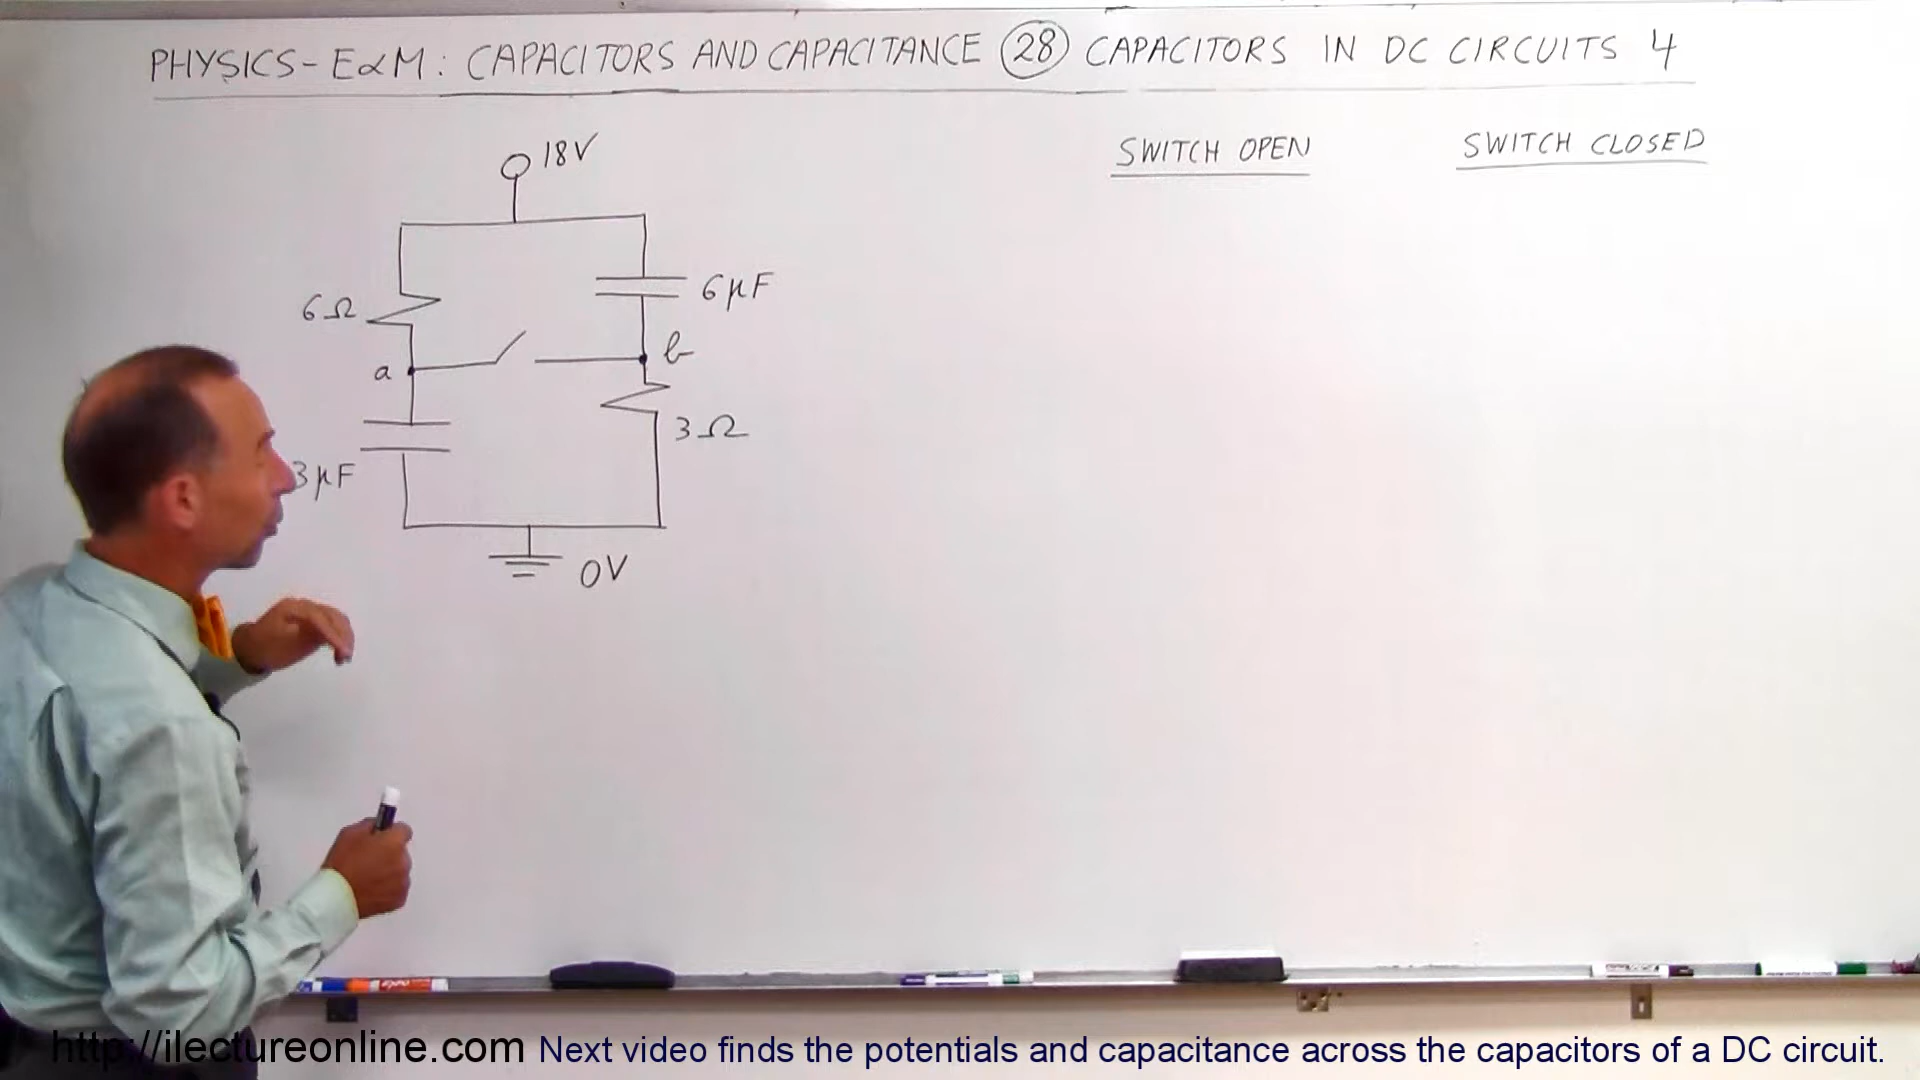 PHYSICS - E&M: CAPACITORS AND CAPACITANCE 28 CAPACITORS IN DC CIRCUITS 4
SWITCH OPEN
SWITCH CLOSED
18V
6Ω
6μF
a
b
3Ω
3μF
0V
http://ilectureonline.com Next video finds the potentials and capacitance across the capacitors of a DC circuit.